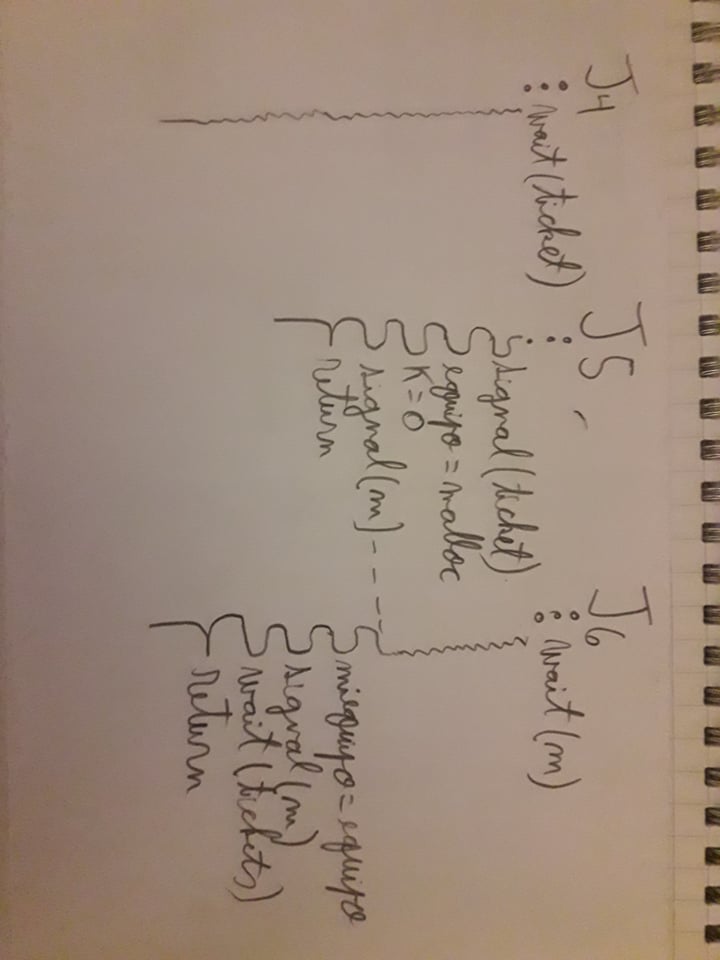 J4
wait(ticket)
J5
signal(ticket)
equipo = malloc
K=0
signal(m)---
return
J6
wait(m)
miequipo = equipo
signal(m)
wait(tickets)
return